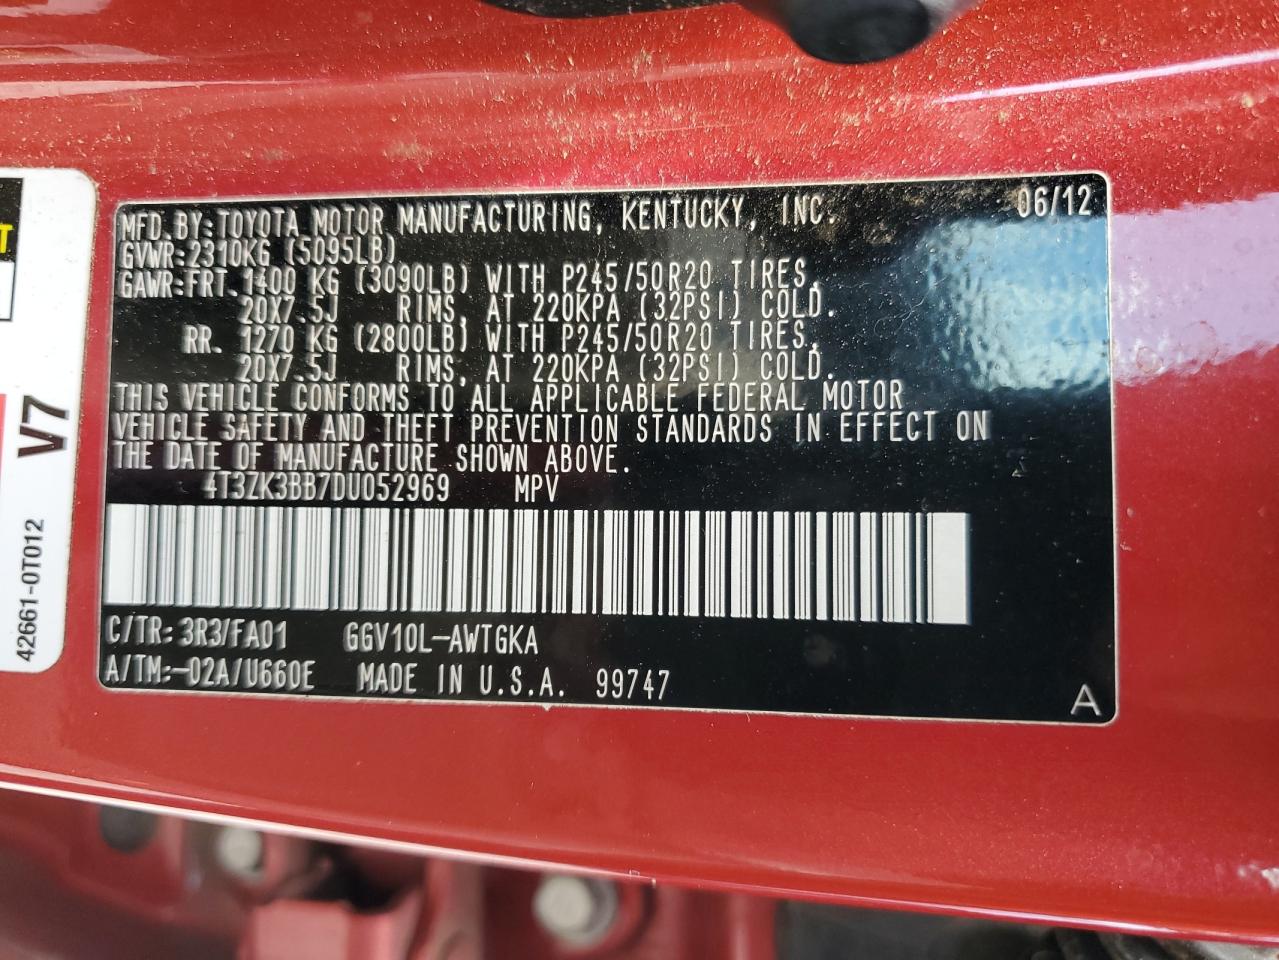 MFD.BY:TOYOTA MOTOR MANUFACTURING, KENTUCKY, INC. 06/12
GVWR:2310KG (5095LB)
GAWR:FRT.1400 KG (3090LB) WITH P245/50R20 TIRES,
20X7.5J RIMS, AT 220KPA (32PSI) COLD.
RR. 1270 KG (2800LB) WITH P245/50R20 TIRES,
20X7.5J RIMS, AT 220KPA (32PSI) COLD.
THIS VEHICLE CONFORMS TO ALL APPLICABLE FEDERAL MOTOR
VEHICLE SAFETY AND THEFT PREVENTION STANDARDS IN EFFECT ON
THE DATE OF MANUFACTURE SHOWN ABOVE.
4T3ZK3BB7DU052969 MPV
C/TR:3R3/FA01 GGV10L-AWTGKA
A/TM:-02A/U660E MADE IN U.S.A. 99747
A
V7
42661-0T012